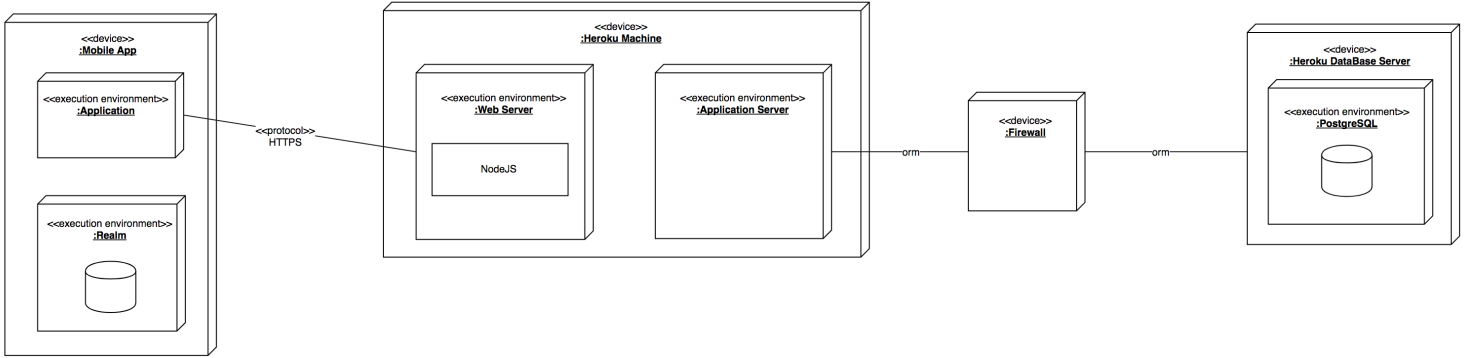 <<device>>
:Mobile App
<<execution environment>>
:Application
<<execution environment>>
:Realm
<<protocol>>
HTTPS
<<device>>
:Heroku Machine
<<execution environment>>
:Web Server
NodeJS
<<execution environment>>
:Application Server
orm
<<device>>
:Firewall
orm
<<device>>
:Heroku DataBase Server
<<execution environment>>
:PostgreSQL